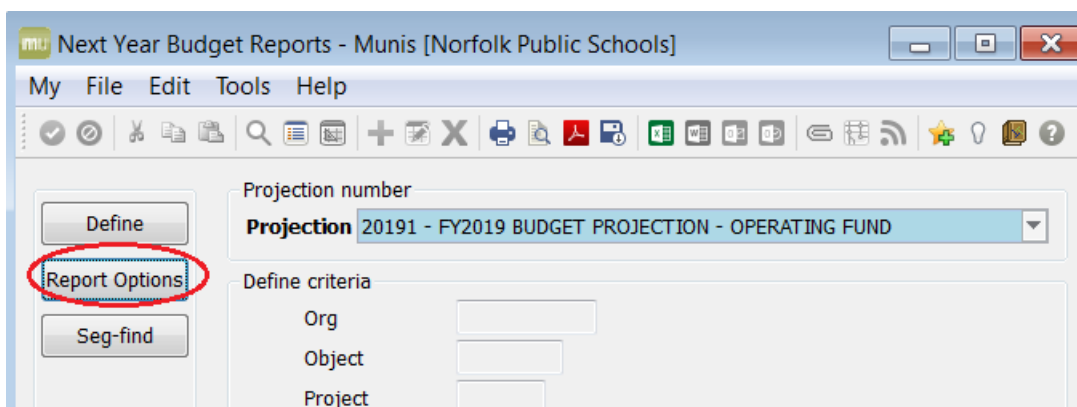 mu Next Year Budget Reports - Munis [Norfolk Public Schools]
My File Edit Tools Help
Projection number
Define
Projection 20191 - FY2019 BUDGET PROJECTION - OPERATING FUND
Report Options
Define criteria
Org
Seg-find
Object
Project